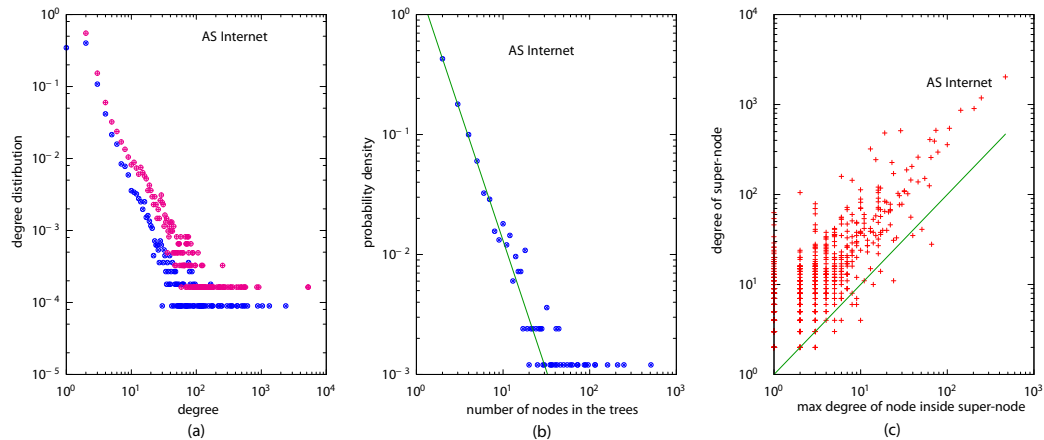 AS Internet
degree distribution
10^0
10^−1
10^−2
10^−3
10^−4
10^−5
10^0
10^1
10^2
10^3
10^4
degree
(a)
AS Internet
probability density
10^0
10^−1
10^−2
10^−3
10^0
10^1
10^2
10^3
number of nodes in the trees
(b)
AS Internet
degree of super-node
10^4
10^3
10^2
10^1
10^0
10^0
10^1
10^2
10^3
max degree of node inside super-node
(c)